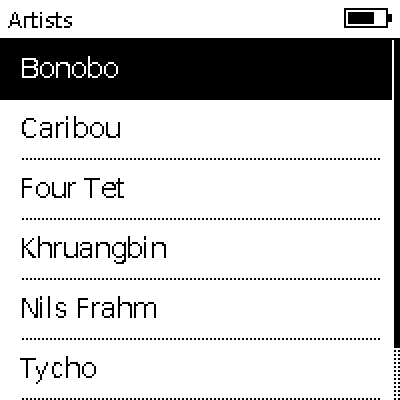 Artists
Bonobo
Caribou
Four Tet
Khruangbin
Nils Frahm
Tycho